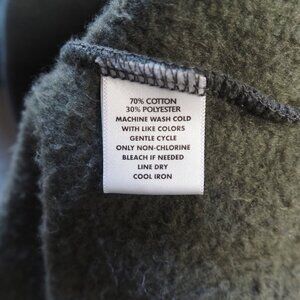 70% COTTON
30% POLYESTER
MACHINE WASH COLD
WITH LIKE COLORS
GENTLE CYCLE
ONLY NON-CHLORINE
BLEACH IF NEEDED
LINE DRY
COOL IRON